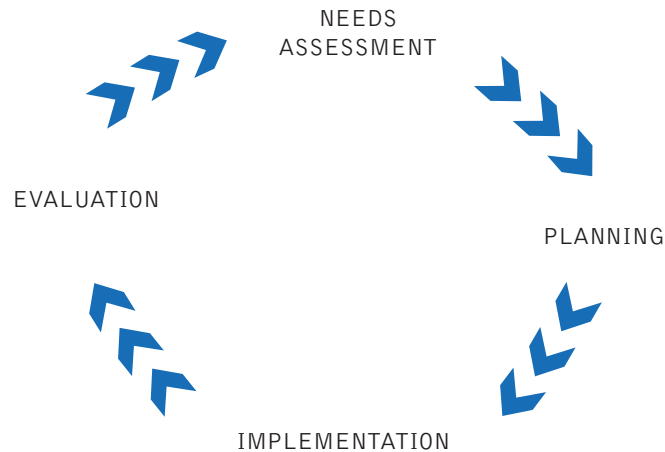 NEEDS
ASSESSMENT
EVALUATION
PLANNING
IMPLEMENTATION